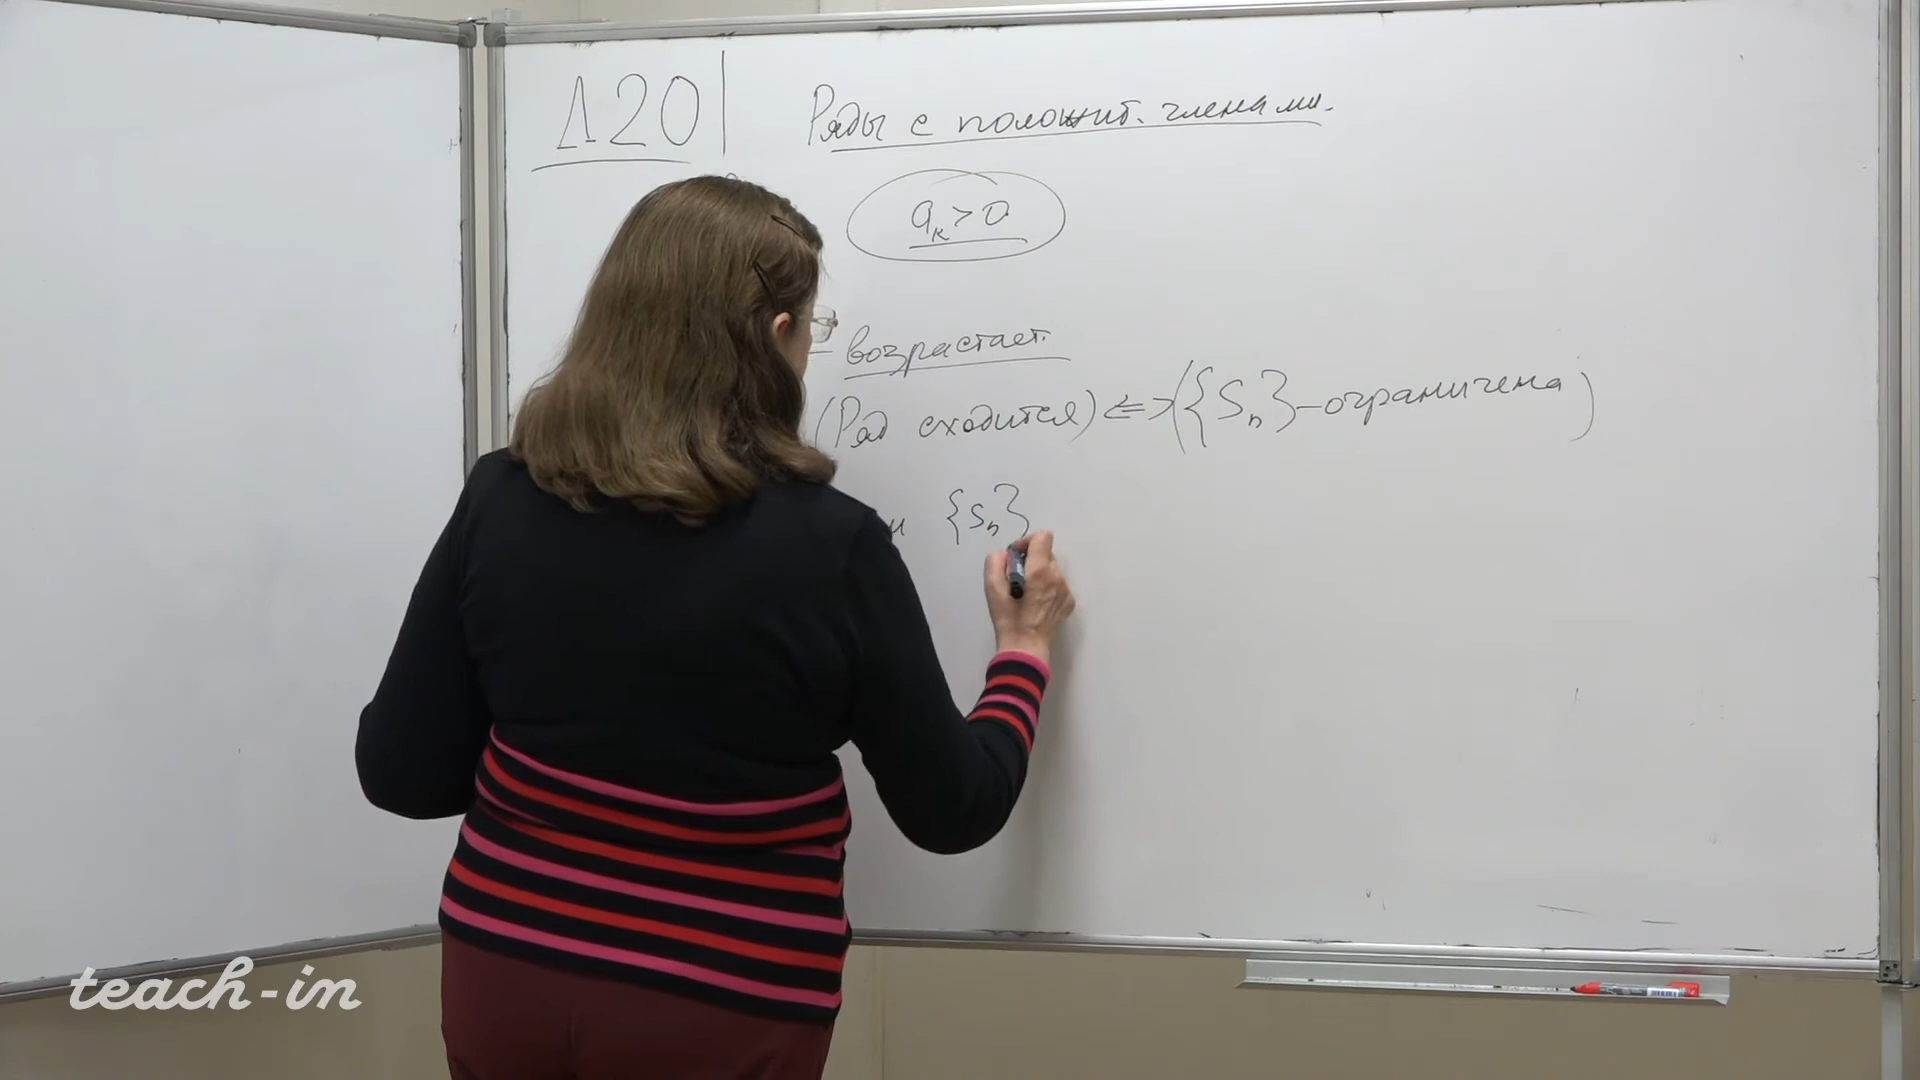 Л20
Ряды с положит. членами.
aₖ > 0
– возрастает.
(Ряд сходится) ⇔ ({Sₙ} – ограничена)
и {Sₙ}
teach-in